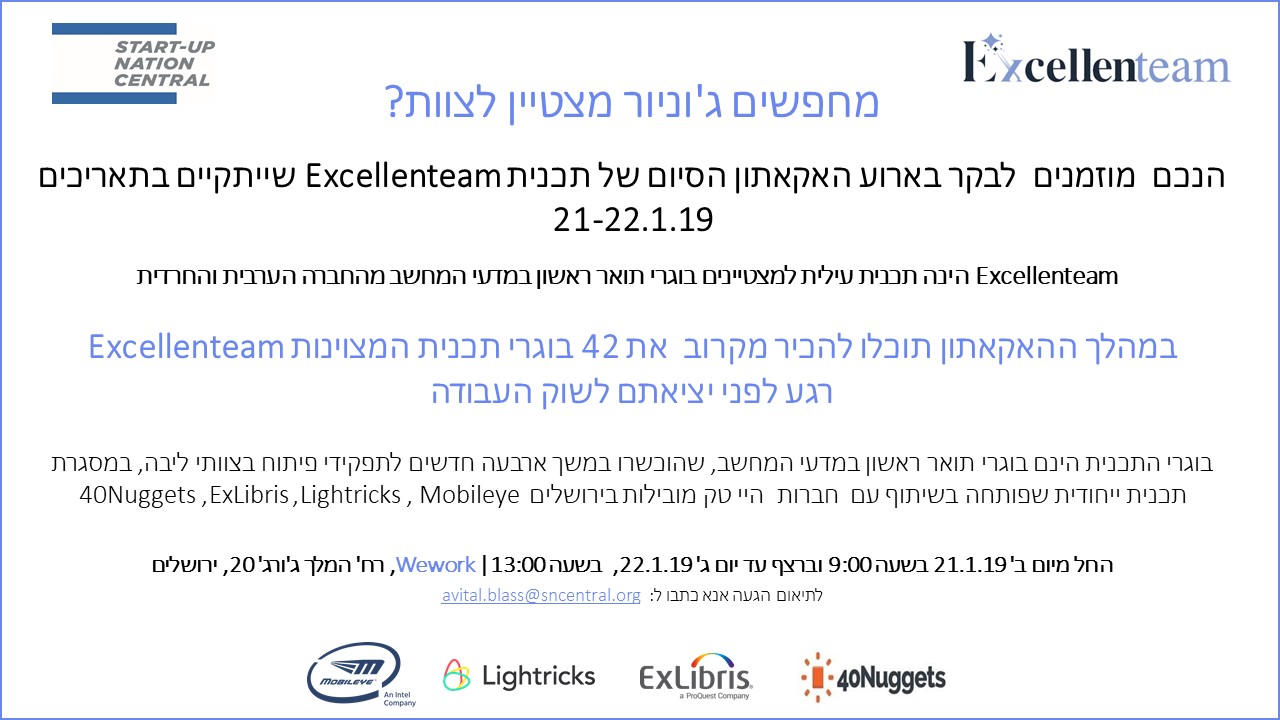 START-UP
NATION
CENTRAL
Excellenteam
מחפשים ג'וניור מצטיין לצוות?
הנכם מוזמנים לבקר בארוע האקאתון הסיום של תכנית Excellenteam שייתקיים בתאריכים
21-22.1.19
Excellenteam הינה תכנית עילית למצטיינים בוגרי תואר ראשון במדעי המחשב מהחברה הערבית והחרדית
במהלך ההאקאתון תוכלו להכיר מקרוב את 42 בוגרי תכנית המצוינות Excellenteam
רגע לפני יציאתם לשוק העבודה
בוגרי התכנית הינם בוגרי תואר ראשון במדעי המחשב, שהוכשרו במשך ארבעה חדשים לתפקידי פיתוח בצוותי ליבה, במסגרת
תכנית ייחודית שפותחה בשיתוף עם חברות היי טק מובילות בירושלים Mobileye , Lightricks, ExLibris, 40Nuggets
החל מיום ב' 21.1.19 בשעה 9:00 וברצף עד יום ג' 22.1.19, בשעה 13:00 | Wework, רח' המלך ג'ורג' 20, ירושלים
לתיאום הגעה אנא כתבו ל: avital.blass@sncentral.org
MOBILEYE
An Intel
Company
Lightricks
ExLibris
a ProQuest Company
40Nuggets